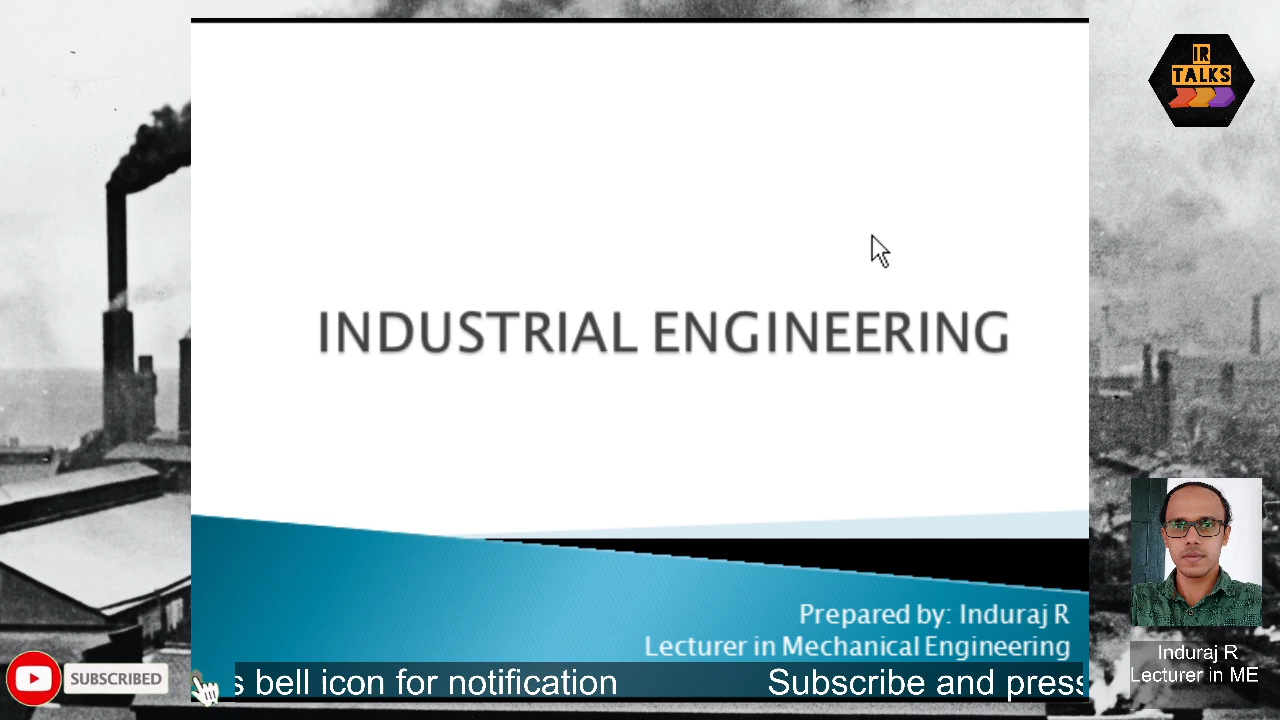 IR
TALKS
INDUSTRIAL ENGINEERING
Prepared by: Induraj R
Lecturer in Mechanical Engineering
Induraj R
Lecturer in ME
SUBSCRIBED
s bell icon for notification Subscribe and press